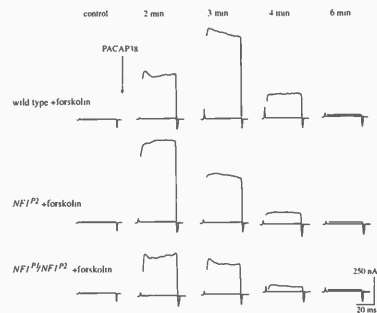 control 2 min 3 min 4 min 6 min
PACAP38
wild type +forskolin
NF1ᴾ² +forskolin
NF1ᴾ¹/NF1ᴾ² +forskolin
250 nA
20 ms